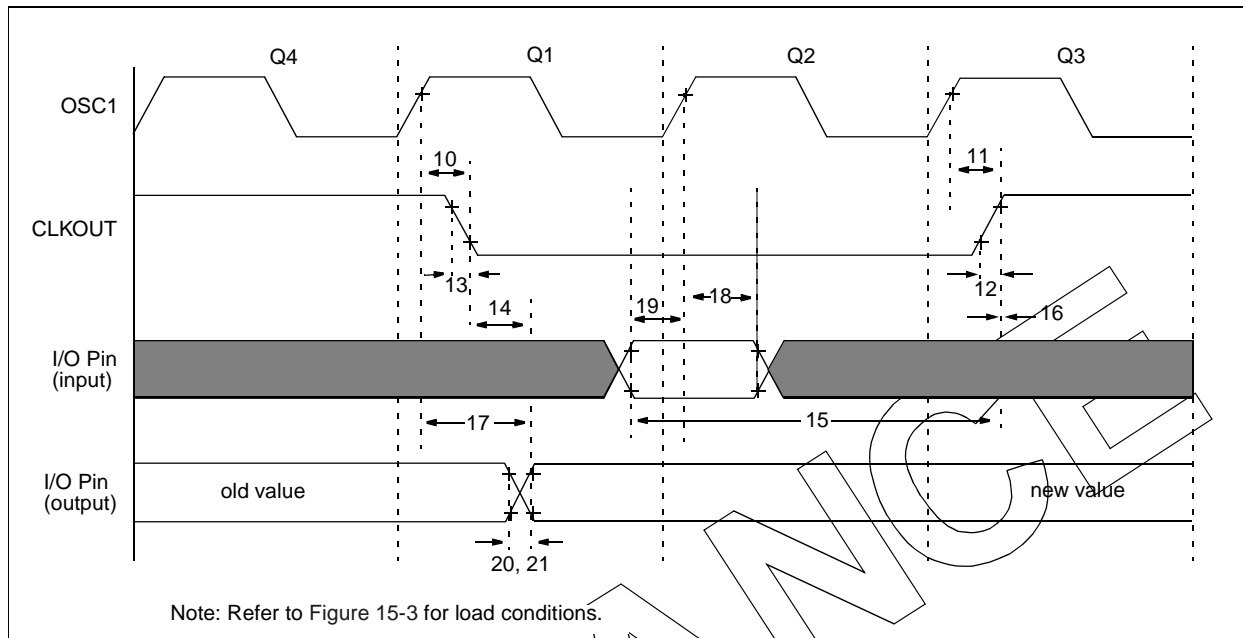 Q4 Q1 Q2 Q3
OSC1
10 11
CLKOUT
13 12
14 19 18 16
I/O Pin
(input)
17 15
I/O Pin
(output)
old value new value
20, 21
Note: Refer to Figure 15-3 for load conditions.